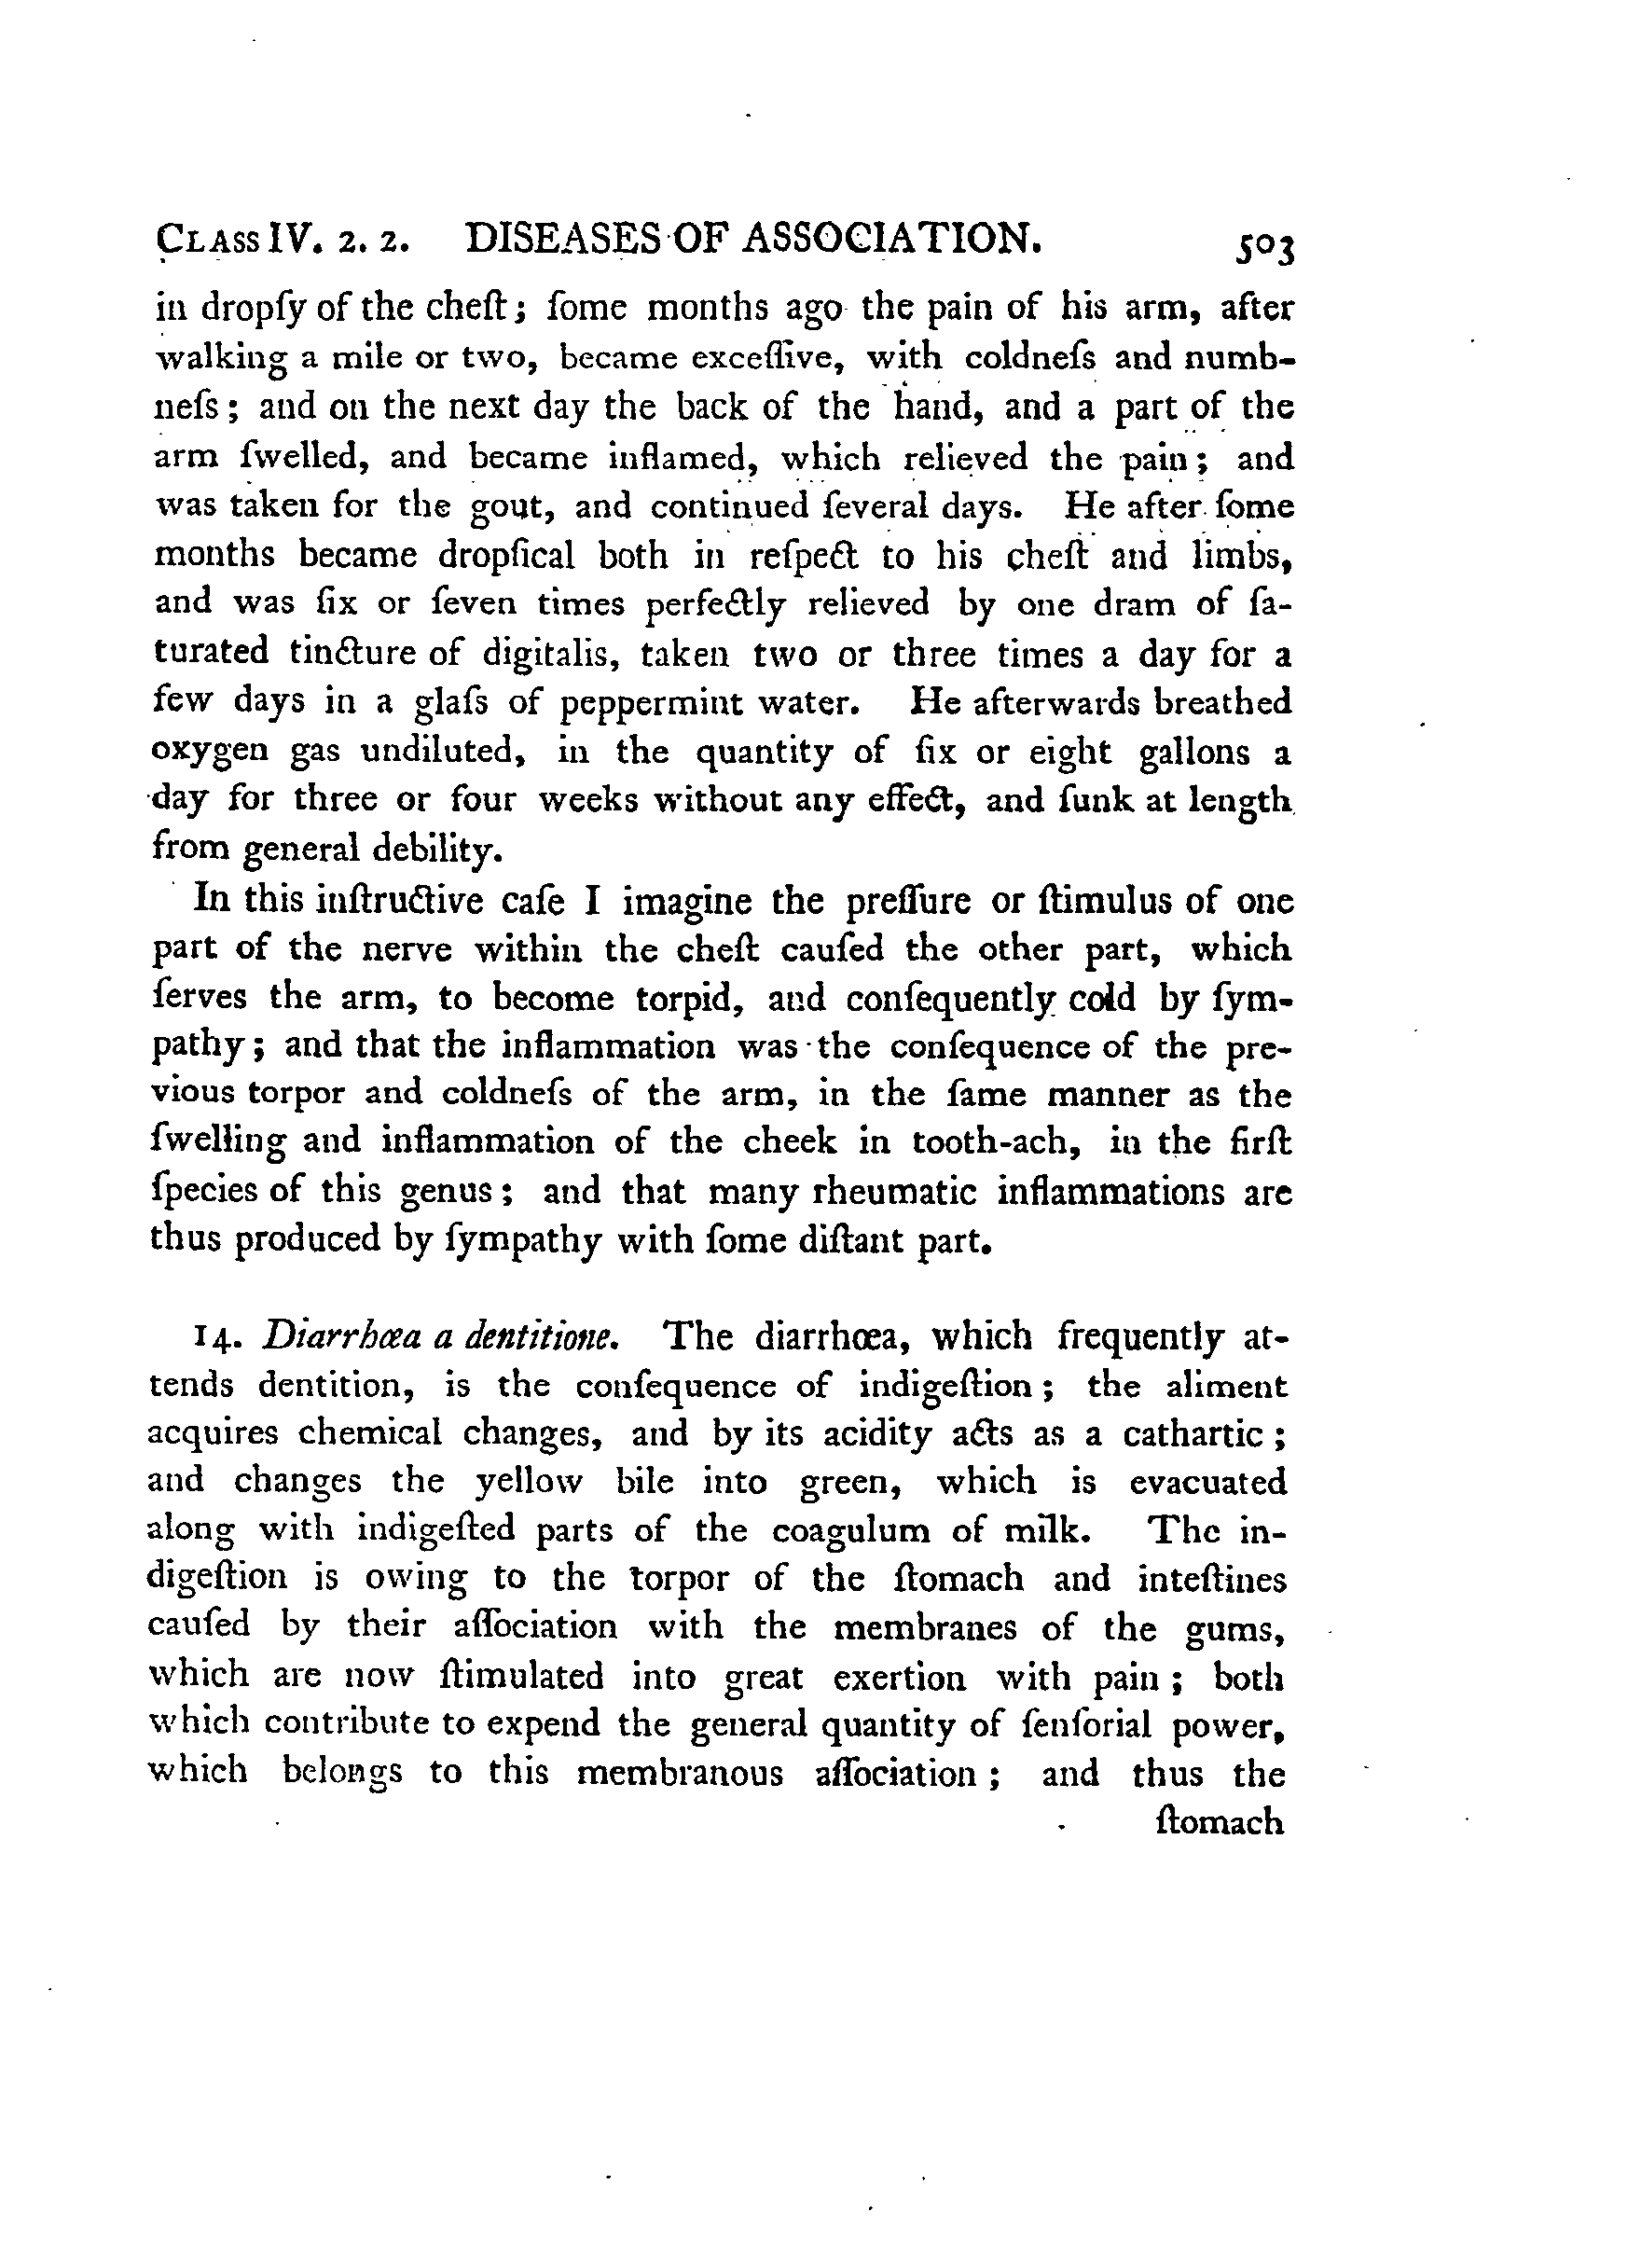 CLASS IV. 2. 2. DISEASES OF ASSOCIATION. 503
in dropſy of the cheſt; ſome months ago the pain of his arm, after
walking a mile or two, became exceſſive, with coldneſs and numb-
neſs; and on the next day the back of the hand, and a part of the
arm ſwelled, and became inflamed, which relieved the pain; and
was taken for the gout, and continued ſeveral days. He after ſome
months became dropſical both in reſpect to his cheſt and limbs,
and was ſix or ſeven times perfectly relieved by one dram of ſa-
turated tincture of digitalis, taken two or three times a day for a
few days in a glaſs of peppermint water. He afterwards breathed
oxygen gas undiluted, in the quantity of ſix or eight gallons a
day for three or four weeks without any effect, and ſunk at length
from general debility.
In this inſtructive caſe I imagine the preſſure or ſtimulus of one
part of the nerve within the cheſt cauſed the other part, which
ſerves the arm, to become torpid, and conſequently cold by ſym-
pathy; and that the inflammation was the conſequence of the pre-
vious torpor and coldneſs of the arm, in the ſame manner as the
ſwelling and inflammation of the cheek in tooth-ach, in the firſt
ſpecies of this genus; and that many rheumatic inflammations are
thus produced by ſympathy with ſome diſtant part.
14. Diarrhœa a dentitione. The diarrhœa, which frequently at-
tends dentition, is the conſequence of indigeſtion; the aliment
acquires chemical changes, and by its acidity acts as a cathartic;
and changes the yellow bile into green, which is evacuated
along with indigeſted parts of the coagulum of milk. The in-
digeſtion is owing to the torpor of the ſtomach and inteſtines
cauſed by their aſſociation with the membranes of the gums,
which are now ſtimulated into great exertion with pain; both
which contribute to expend the general quantity of ſenſorial power,
which belongs to this membranous aſſociation; and thus the
ſtomach